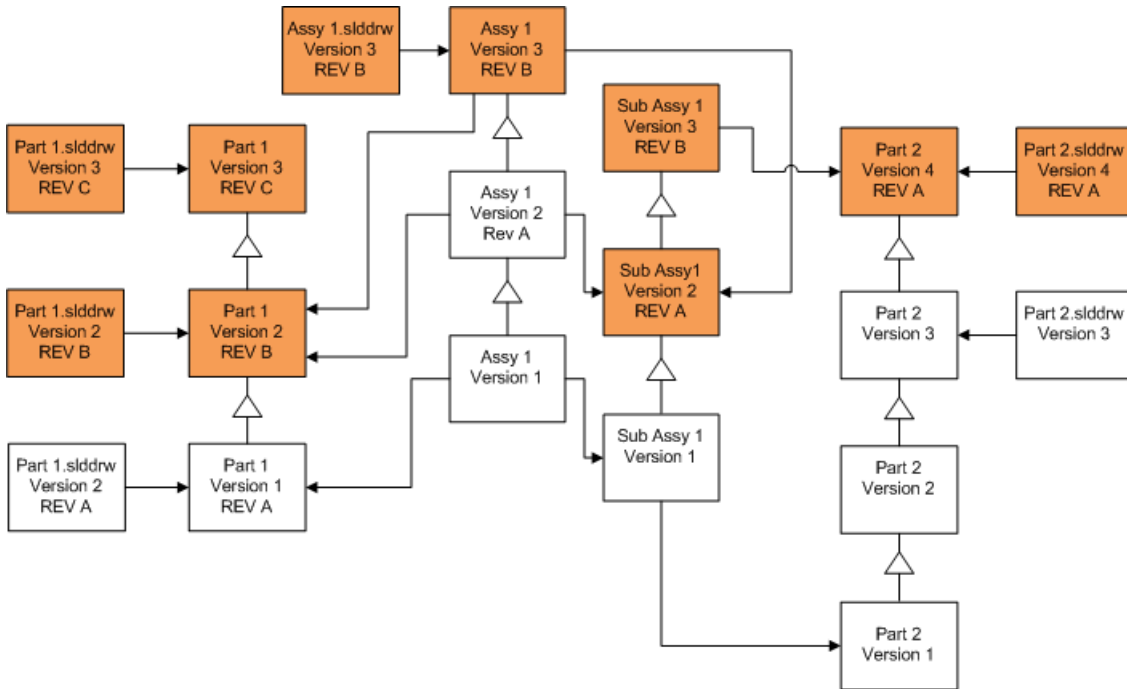 Assy 1.slddrw
Version 3
REV B
Assy 1
Version 3
REV B
Sub Assy 1
Version 3
REV B
Part 1.slddrw
Version 3
REV C
Part 1
Version 3
REV C
Part 2
Version 4
REV A
Part 2.slddrw
Version 4
REV A
Assy 1
Version 2
Rev A
Sub Assy1
Version 2
REV A
Part 1.slddrw
Version 2
REV B
Part 1
Version 2
REV B
Part 2
Version 3
Part 2.slddrw
Version 3
Assy 1
Version 1
Sub Assy 1
Version 1
Part 1.slddrw
Version 2
REV A
Part 1
Version 1
REV A
Part 2
Version 2
Part 2
Version 1